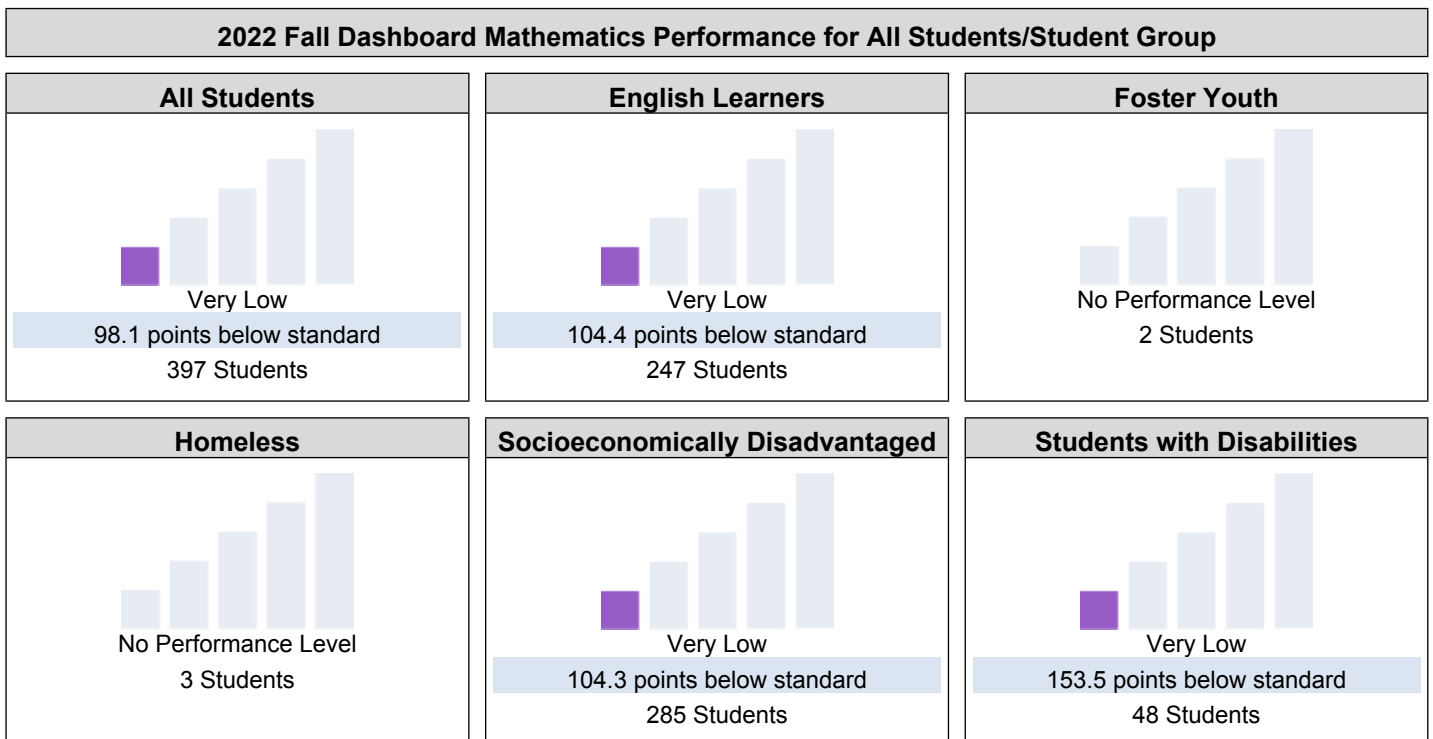 2022 Fall Dashboard Mathematics Performance for All Students/Student Group
All Students
Very Low
98.1 points below standard
397 Students
English Learners
Very Low
104.4 points below standard
247 Students
Foster Youth
No Performance Level
2 Students
Homeless
No Performance Level
3 Students
Socioeconomically Disadvantaged
Very Low
104.3 points below standard
285 Students
Students with Disabilities
Very Low
153.5 points below standard
48 Students